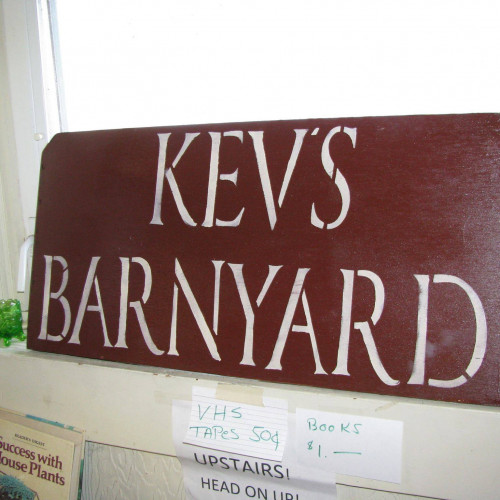 KEV'S
BARNYARD
VHS
TAPES 50¢
BOOKS
$1.—
UPSTAIRS!
HEAD ON UP!
Success with
House Plants